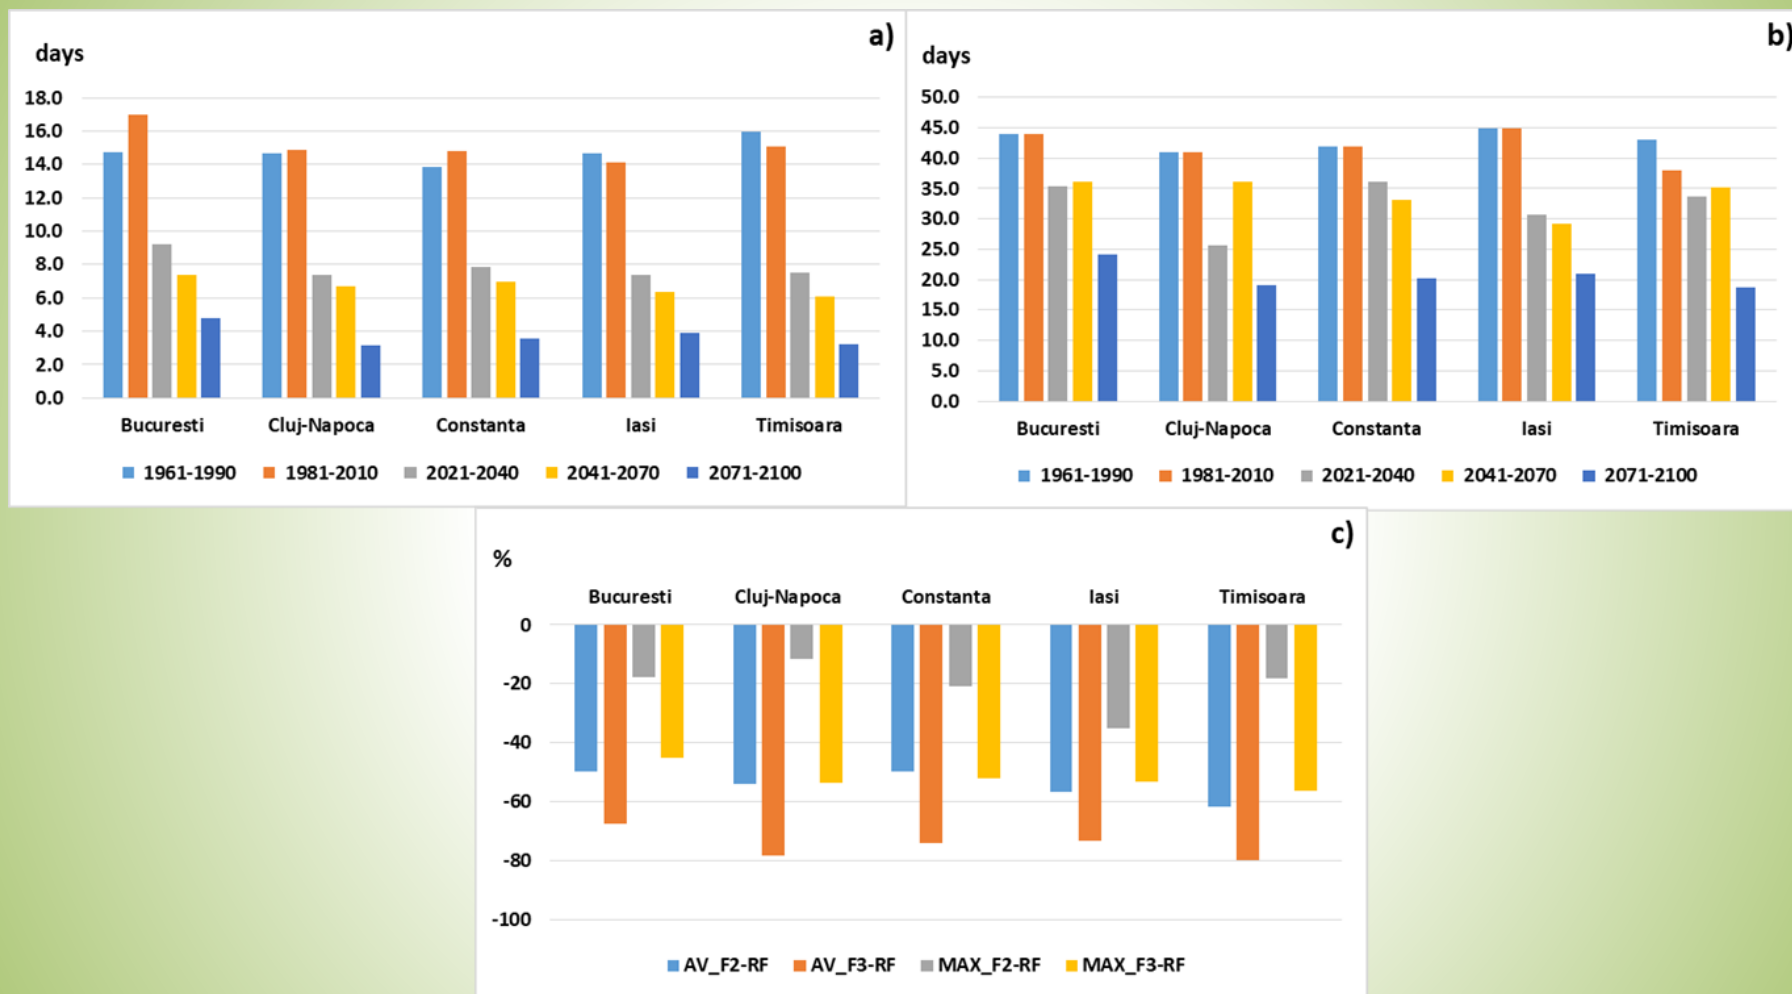 a)
days
18.0
16.0
14.0
12.0
10.0
8.0
6.0
4.0
2.0
0.0
Bucuresti Cluj-Napoca Constanta Iasi Timisoara
1961-1990 1981-2010 2021-2040 2041-2070 2071-2100
b)
days
50.0
45.0
40.0
35.0
30.0
25.0
20.0
15.0
10.0
5.0
0.0
Bucuresti Cluj-Napoca Constanta Iasi Timisoara
1961-1990 1981-2010 2021-2040 2041-2070 2071-2100
c)
%
Bucuresti Cluj-Napoca Constanta Iasi Timisoara
0
-20
-40
-60
-80
-100
AV_F2-RF AV_F3-RF MAX_F2-RF MAX_F3-RF